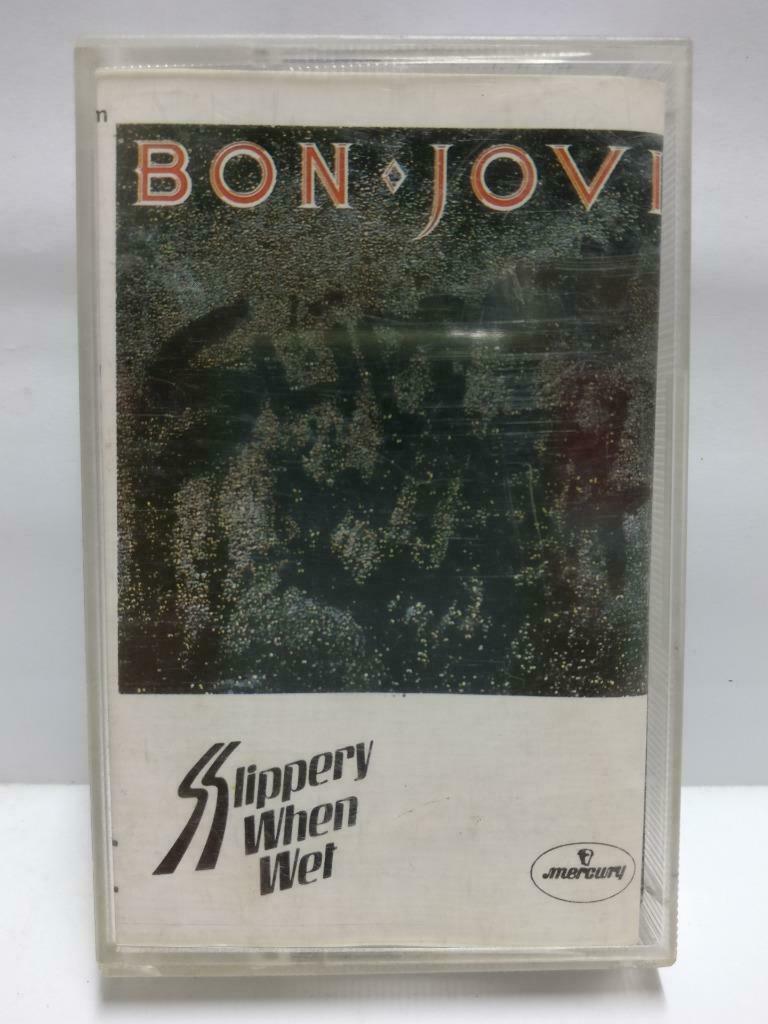 n
BON JOVI
Slippery
When
Wet
mercury